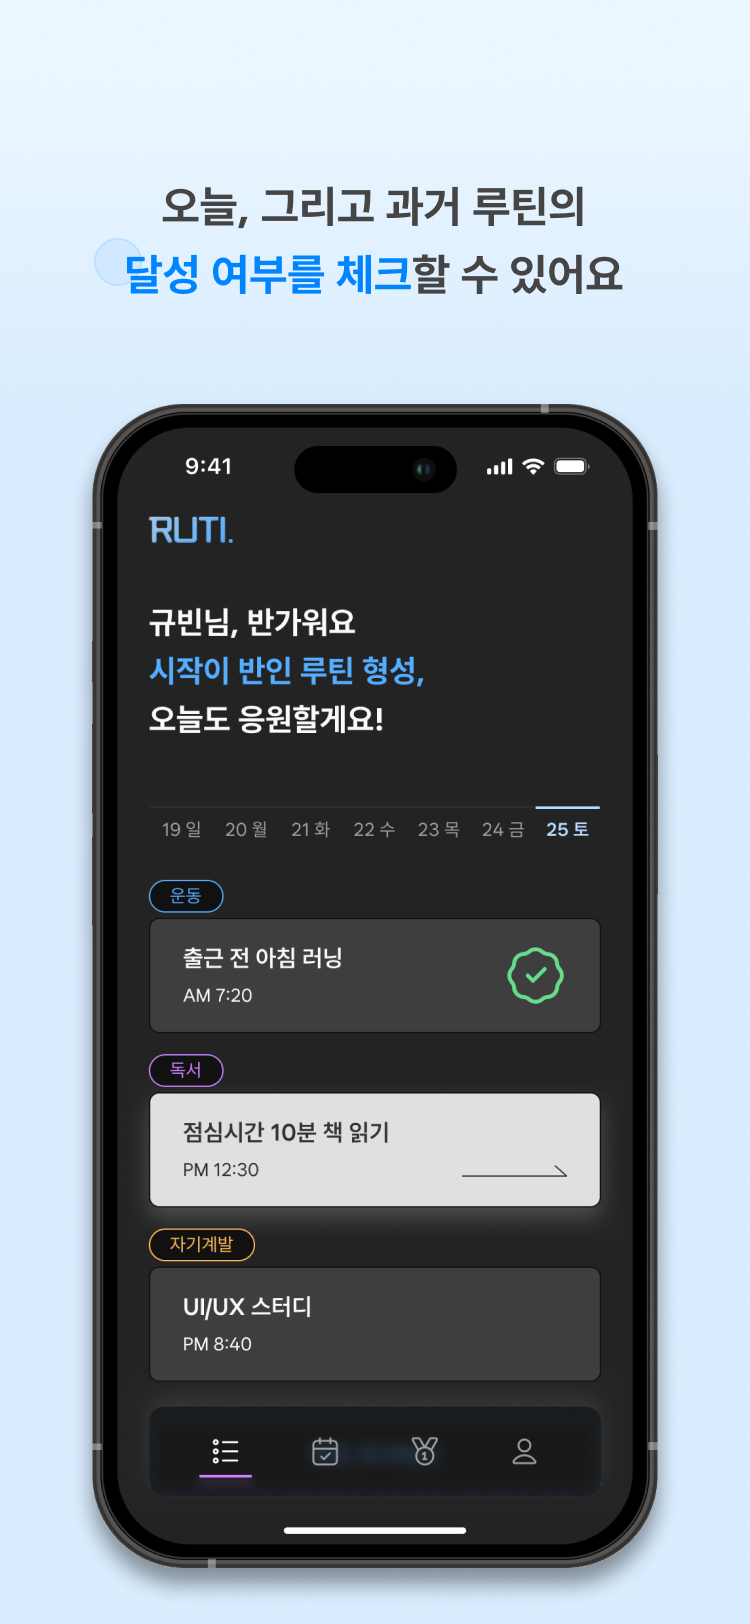 오늘, 그리고 과거 루틴의
달성 여부를 체크할 수 있어요
9:41
RUTI.
규빈님, 반가워요
시작이 반인 루틴 형성,
오늘도 응원할게요!
19 일 20 월 21 화 22 수 23 목 24 금 25 토
운동
출근 전 아침 러닝
AM 7:20
독서
점심시간 10분 책 읽기
PM 12:30
자기계발
UI/UX 스터디
PM 8:40
1